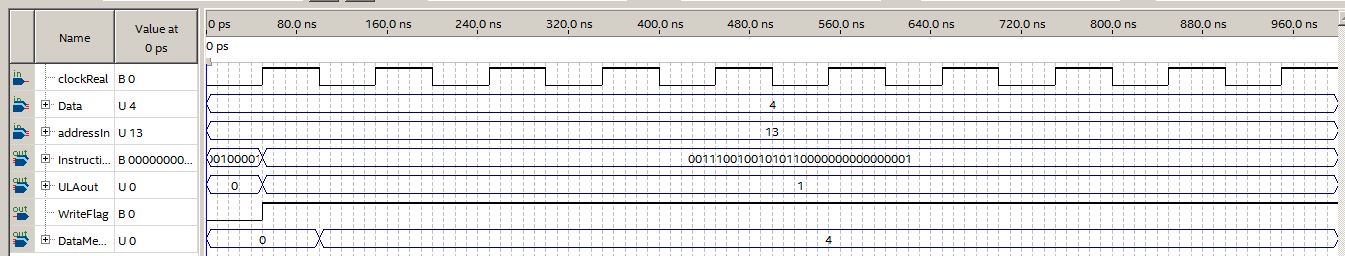 Name
Value at
0 ps
0 ps 80.0 ns 160.0 ns 240.0 ns 320.0 ns 400.0 ns 480.0 ns 560.0 ns 640.0 ns 720.0 ns 800.0 ns 880.0 ns 960.0 ns
0 ps
in clockReal B 0
in Data U 4 4
in addressIn U 13 13
out Instructi... B 00000000... 00111001001010110000000000000001
out ULAout U 0 0 1
out WriteFlag B 0
out DataMe... U 0 0 4